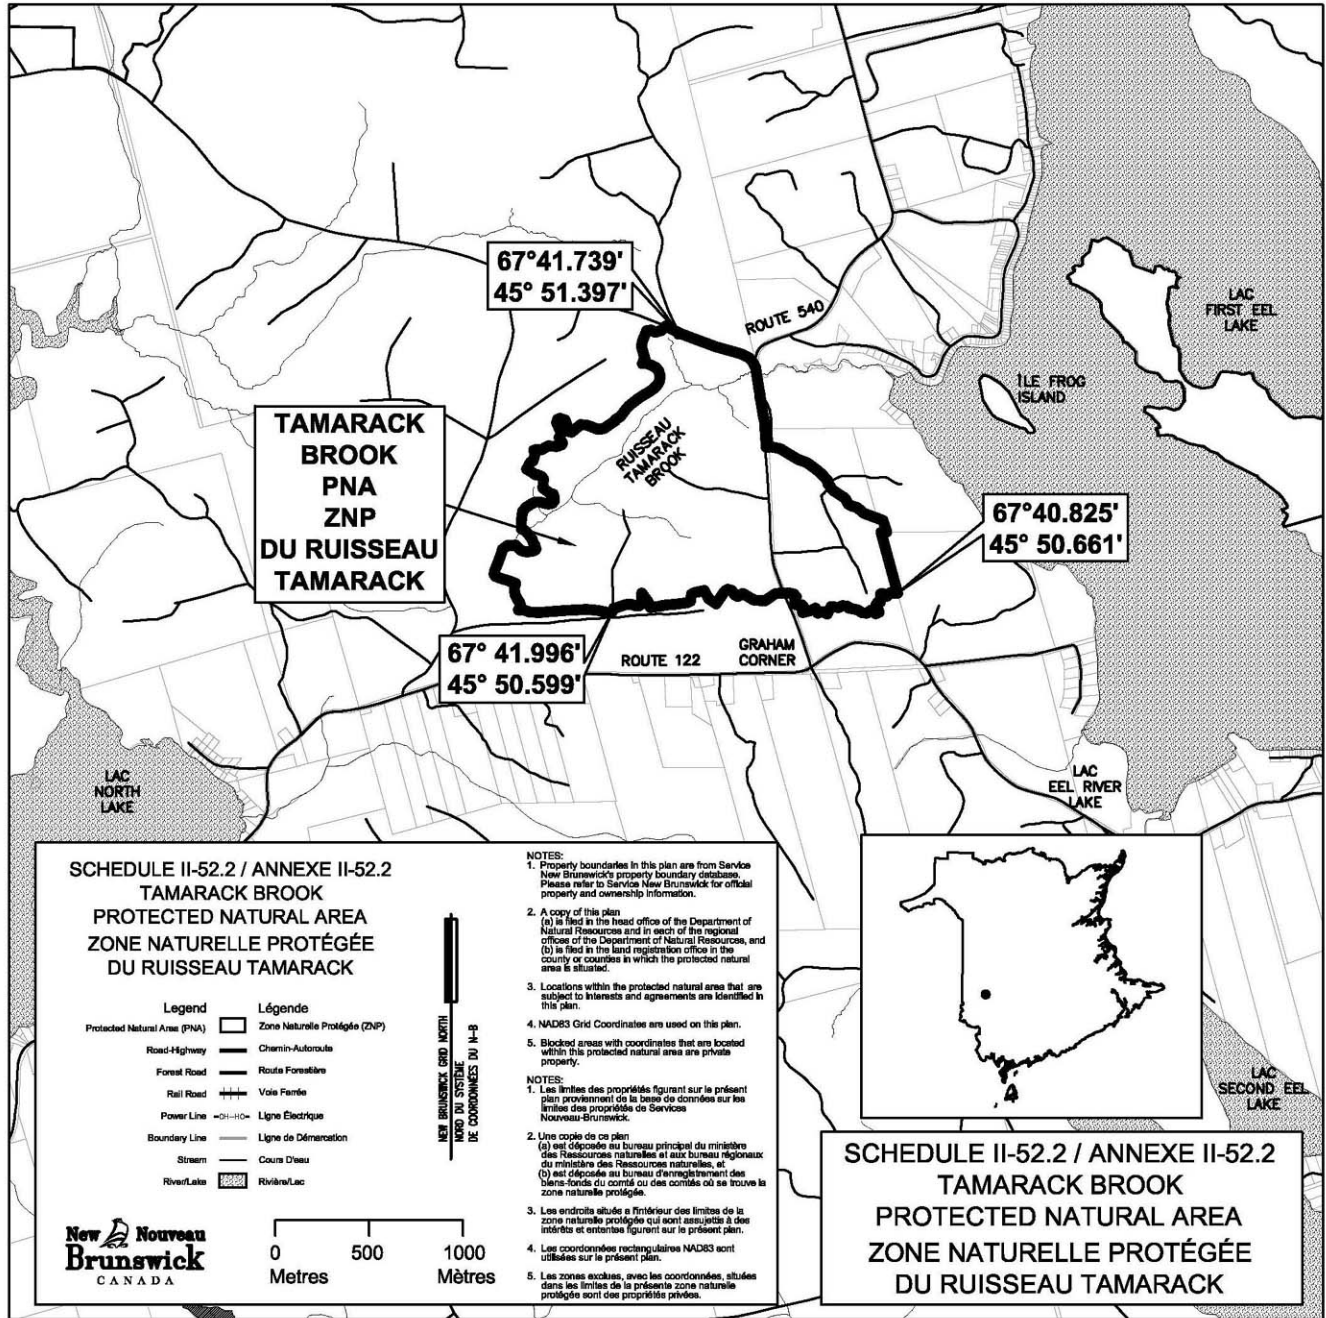 67°41.739'
45° 51.397'
ROUTE 540
LAC
FIRST EEL
LAKE
ÎLE FROG
ISLAND
TAMARACK
BROOK
PNA
ZNP
DU RUISSEAU
TAMARACK
RUISSEAU
TAMARACK
BROOK
67°40.825'
45° 50.661'
67° 41.996'
45° 50.599'
ROUTE 122
GRAHAM
CORNER
LAC
NORTH
LAKE
LAC
EEL RIVER
LAKE
LAC
SECOND EEL
LAKE
SCHEDULE II-52.2 / ANNEXE II-52.2
TAMARACK BROOK
PROTECTED NATURAL AREA
ZONE NATURELLE PROTÉGÉE
DU RUISSEAU TAMARACK
Legend Légende
Protected Natural Area (PNA) Zone Naturelle Protégée (ZNP)
Road-Highway Chemin-Autoroute
Forest Road Route Forestière
Rail Road Voie Ferrée
Power Line Ligne Électrique
Boundary Line Ligne de Démarcation
Stream Cours D'eau
River/Lake Rivière/Lac
NEW BRUNSWICK GRID NORTH
NORD DU SYSTÈME
DE COORDONNÉES DU N-B
New Nouveau
Brunswick
CANADA
0 500 1000
Metres Mètres
NOTES:
1. Property boundaries in this plan are from Service
New Brunswick's property boundary database.
Please refer to Service New Brunswick for official
property and ownership information.
2. A copy of this plan
(a) is filed in the head office of the Department of
Natural Resources and in each of the regional
offices of the Department of Natural Resources, and
(b) is filed in the land registration office in the
county or counties in which the protected natural
area is situated.
3. Locations within the protected natural area that are
subject to interests and agreements are identified in
this plan.
4. NAD83 Grid Coordinates are used on this plan.
5. Blocked areas with coordinates that are located
within this protected natural area are private
property.
NOTES:
1. Les limites des propriétés figurant sur le présent
plan proviennent de la base de données sur les
limites des propriétés de Services
Nouveau-Brunswick.
2. Une copie de ce plan
(a) est déposée au bureau principal du ministère
des Ressources naturelles et aux bureau régionaux
du ministère des Ressources naturelles, et
(b) est déposée au bureau d'enregistrement des
biens-fonds du comté ou des comtés où se trouve la
zone naturelle protégée.
3. Les endroits situés a l'intérieur des limites de la
zone naturelle protégée qui sont assujettis à des
intérêts et ententes figurent sur le présent plan.
4. Les coordonnées rectangulaires NAD83 sont
utilisées sur le présent plan.
5. Les zones exclues, avec les coordonnées, situées
dans les limites de la présente zone naturelle
protégée sont des propriétés privées.
SCHEDULE II-52.2 / ANNEXE II-52.2
TAMARACK BROOK
PROTECTED NATURAL AREA
ZONE NATURELLE PROTÉGÉE
DU RUISSEAU TAMARACK